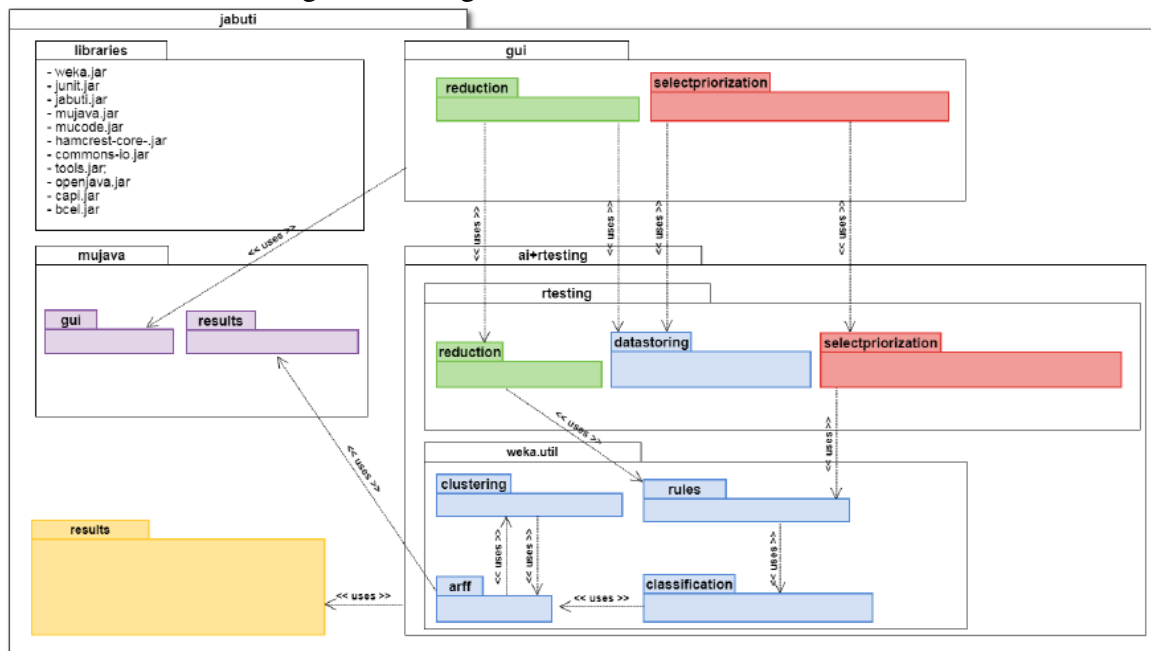 jabuti
libraries
- weka.jar
- junit.jar
- jabuti.jar
- mujava.jar
- mucode.jar
- hamcrest-core-.jar
- commons-io.jar
- tools.jar;
- openjava.jar
- capi.jar
- bcel.jar
gui
reduction
selectpriorization
<< uses >>
<< uses >>
<< uses >>
<< uses >>
<< uses >>
mujava
gui
results
ai+rtesting
rtesting
reduction
datastoring
selectpriorization
<< uses >>
<< uses >>
<< uses >>
weka.util
clustering
rules
<< uses >>
<< uses >>
<< uses >>
arff
classification
<< uses >>
results
<< uses >>